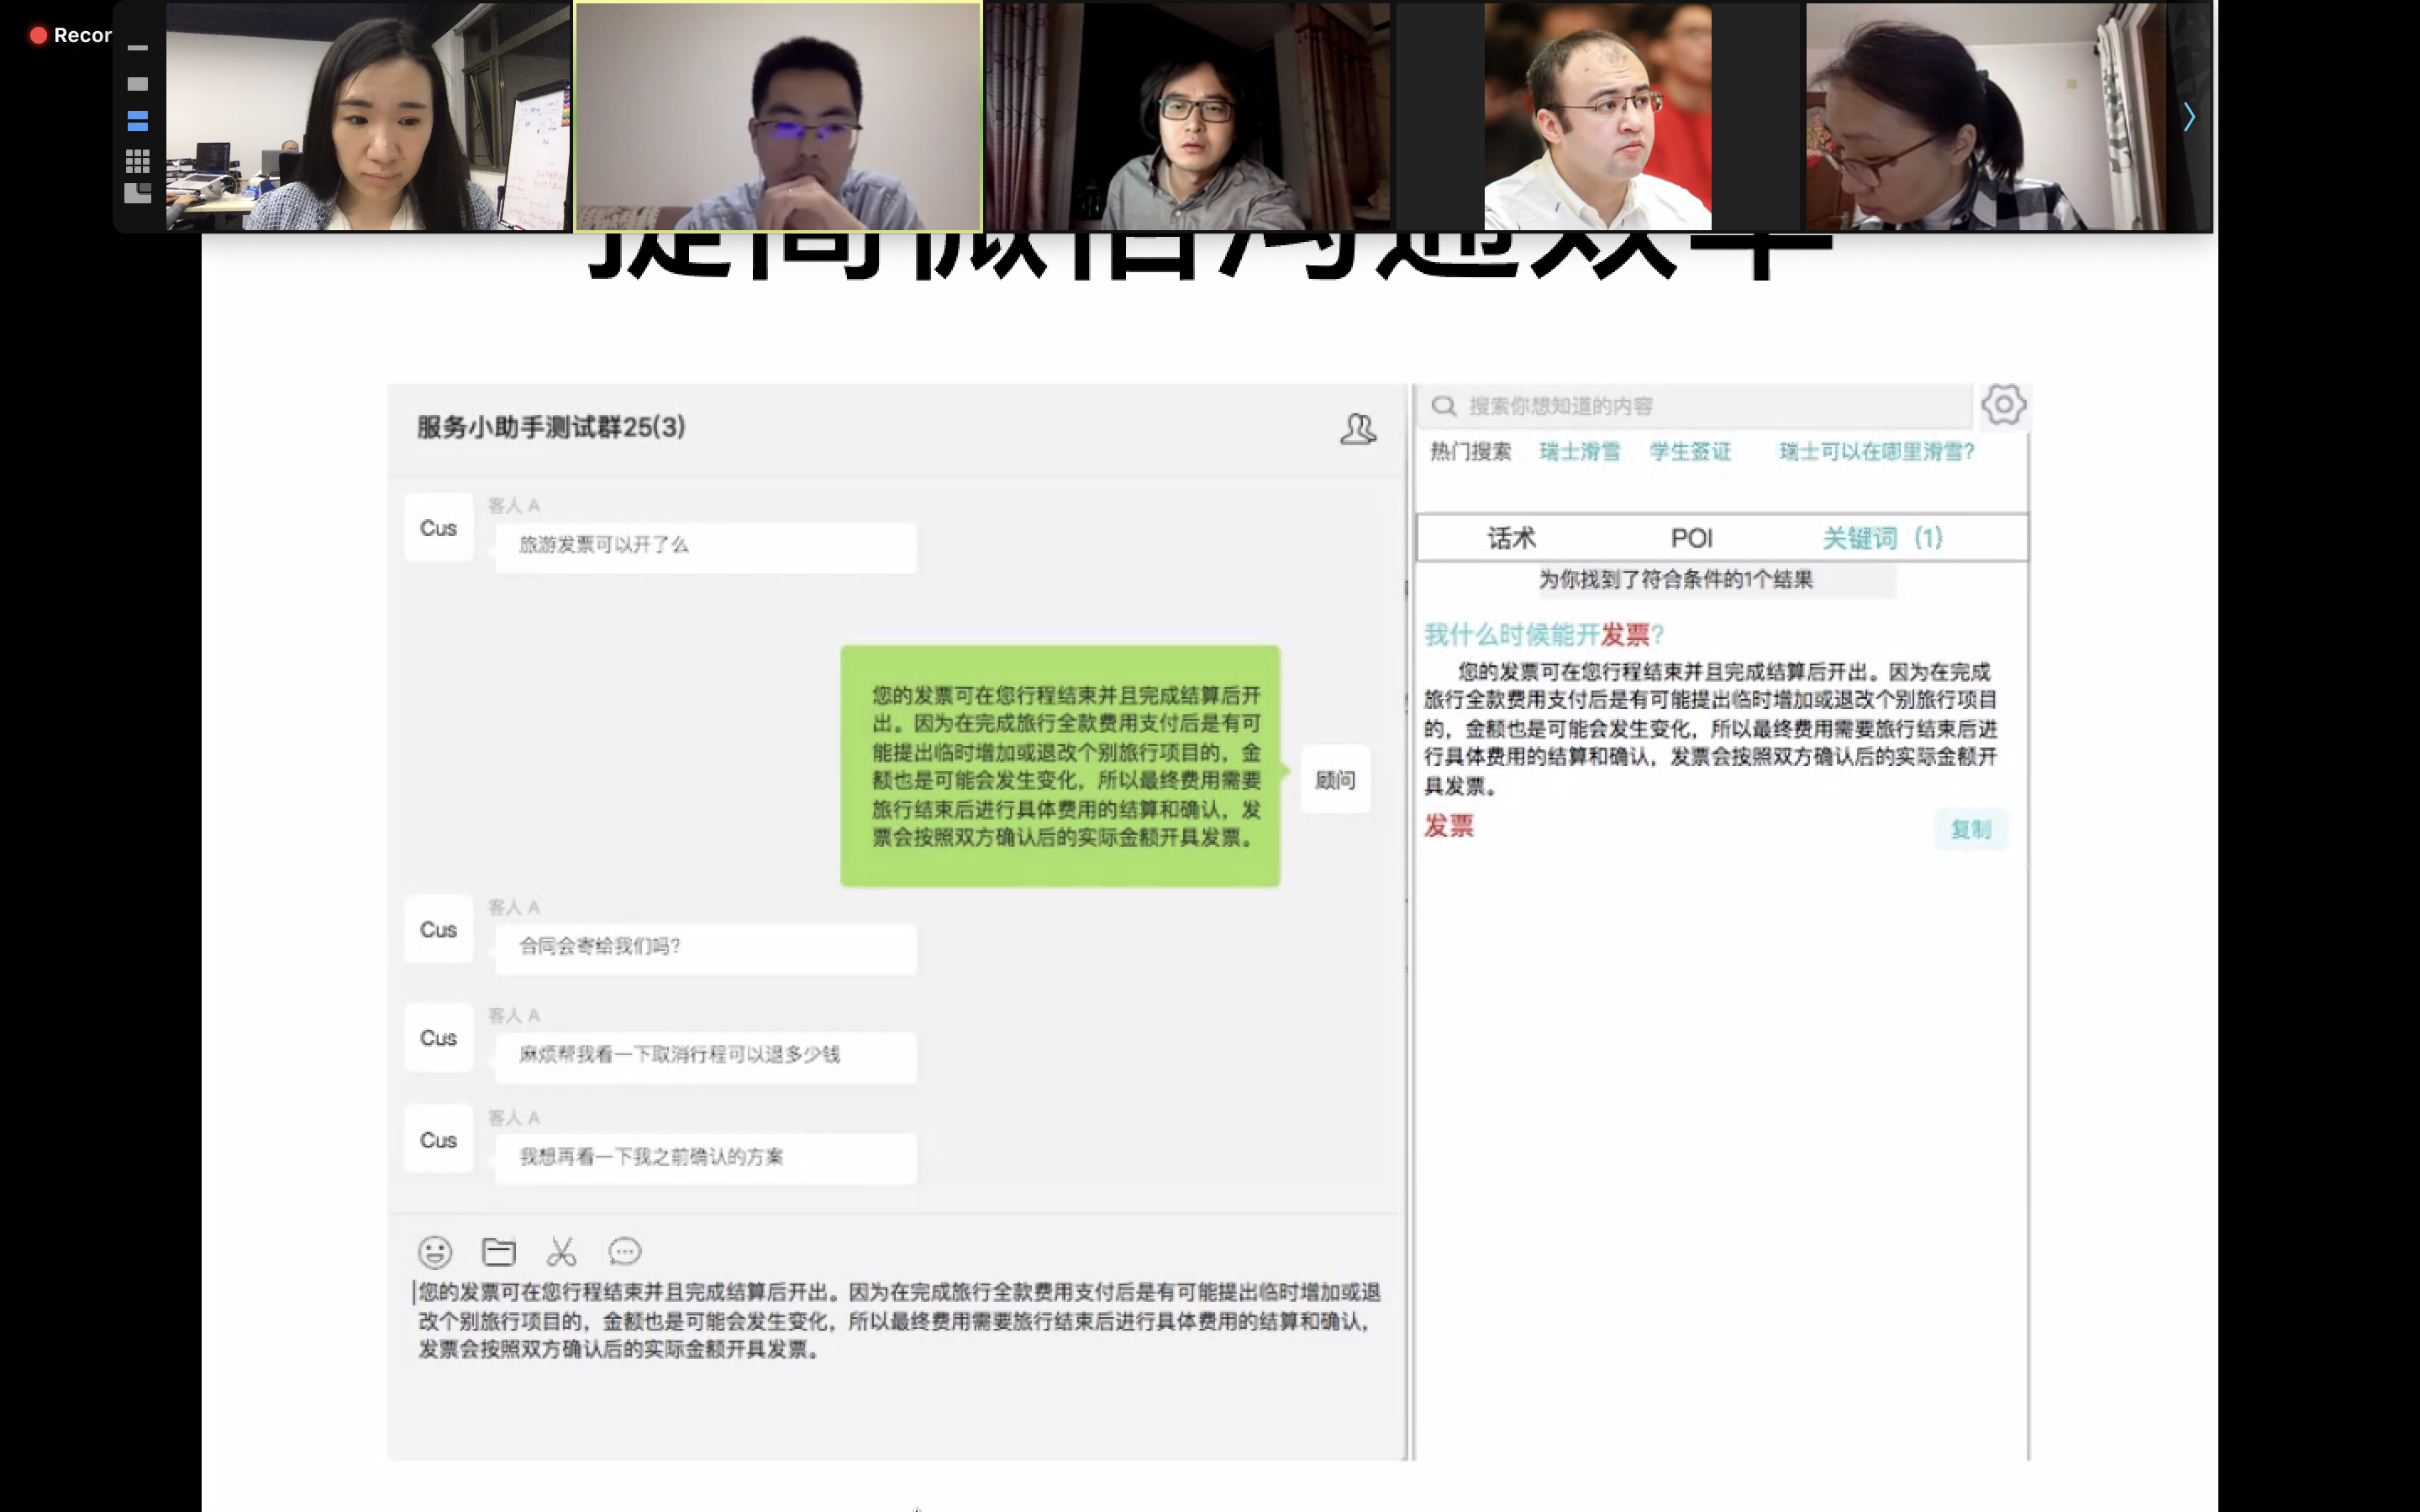 Recor
提高微信沟通效率
服务小助手测试群25(3)
客人 A
Cus
旅游发票可以开了么
您的发票可在您行程结束并且完成结算后开
出。因为在完成旅行全款费用支付后是有可
能提出临时增加或退改个别旅行项目的，金
额也是可能会发生变化，所以最终费用需要
旅行结束后进行具体费用的结算和确认，发
票会按照双方确认后的实际金额开具发票。
顾问
客人 A
Cus
合同会寄给我们吗?
客人 A
Cus
麻烦帮我看一下取消行程可以退多少钱
客人 A
Cus
我想再看一下我之前确认的方案
您的发票可在您行程结束并且完成结算后开出。因为在完成旅行全款费用支付后是有可能提出临时增加或退
改个别旅行项目的，金额也是可能会发生变化，所以最终费用需要旅行结束后进行具体费用的结算和确认，
发票会按照双方确认后的实际金额开具发票。
搜索你想知道的内容
热门搜索 瑞士滑雪 学生签证 瑞士可以在哪里滑雪?
话术 POI 关键词（1）
为你找到了符合条件的1个结果
我什么时候能开发票?
您的发票可在您行程结束并且完成结算后开出。因为在完成
旅行全款费用支付后是有可能提出临时增加或退改个别旅行项目
的，金额也是可能会发生变化，所以最终费用需要旅行结束后进
行具体费用的结算和确认，发票会按照双方确认后的实际金额开
具发票。
发票
复制